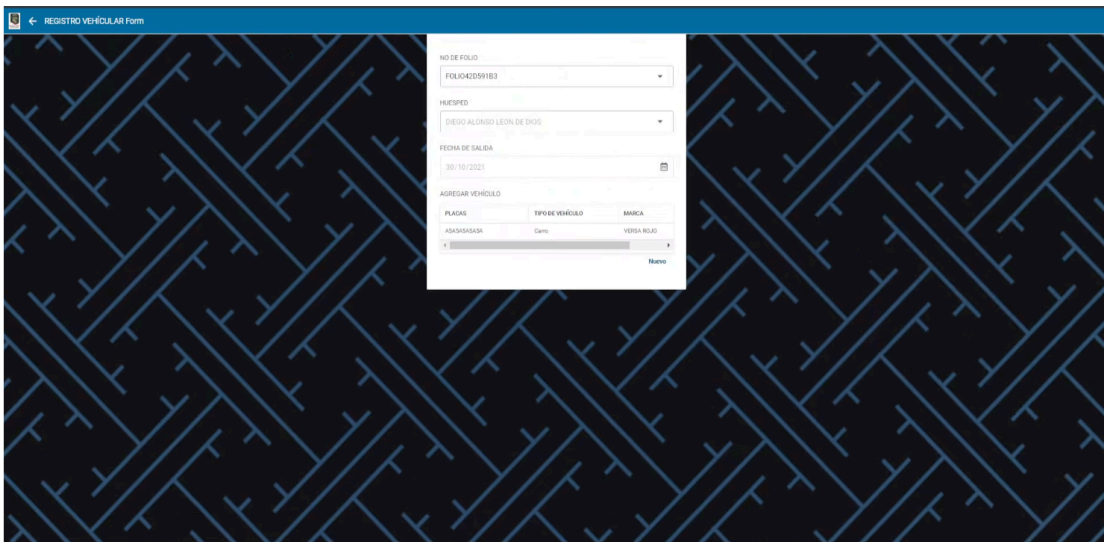 REGISTRO VEHÍCULAR Form
NO DE FOLIO
FOLIO42D591B3
HUESPED
DIEGO ALONSO LEON DE DIOS
FECHA DE SALIDA
30/10/2021
AGREGAR VEHÍCULO
PLACAS TIPO DE VEHÍCULO MARCA
ASASASASASA Carro VERSA ROJO
Nuevo